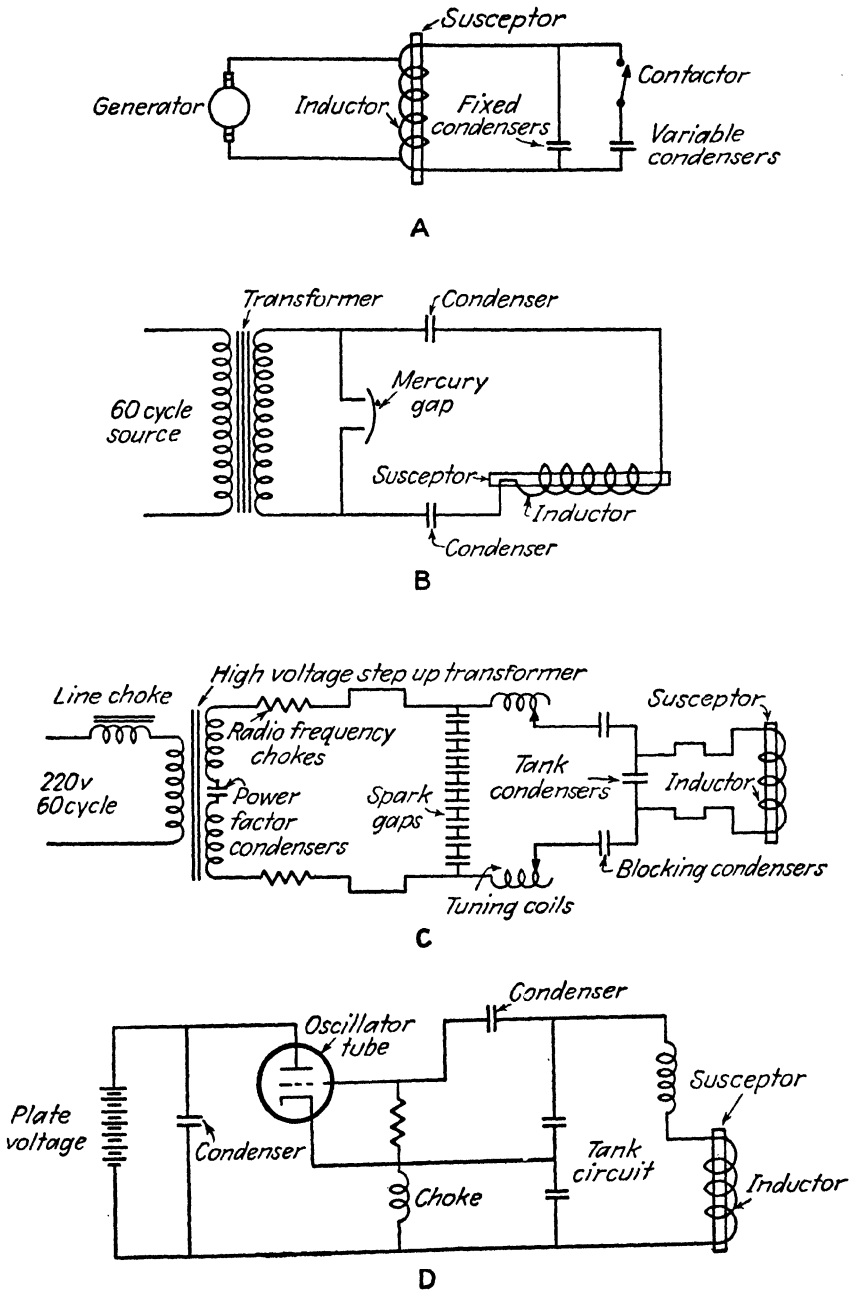 Susceptor
Generator
Inductor
Fixed
condensers
Contactor
Variable
condensers
A
Transformer
Condenser
60 cycle
source
Mercury
gap
Susceptor
Inductor
Condenser
B
High voltage step up transformer
Line choke
Susceptor
Radio frequency
chokes
220v
60 cycle
Power
factor
condensers
Spark
gaps
Tank
condensers
Inductor
Blocking condensers
Tuning coils
C
Condenser
Oscillator
tube
Susceptor
Plate
voltage
Condenser
Tank
circuit
Choke
Inductor
D